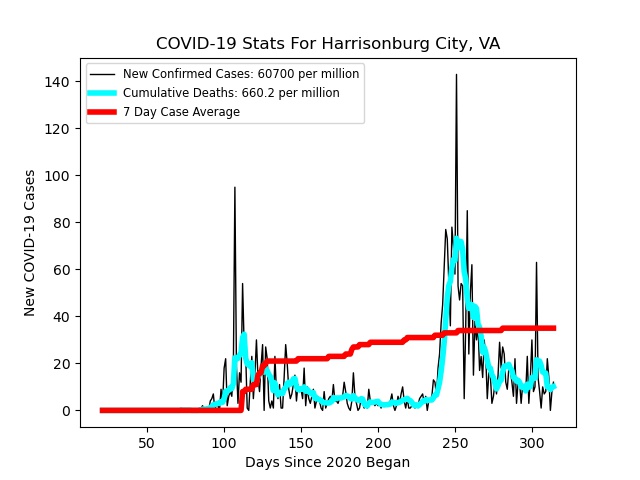 COVID-19 Stats For Harrisonburg City, VA
New Confirmed Cases: 60700 per million
Cumulative Deaths: 660.2 per million
7 Day Case Average
140
120
100
80
60
40
20
0
New COVID-19 Cases
50 100 150 200 250 300
Days Since 2020 Began